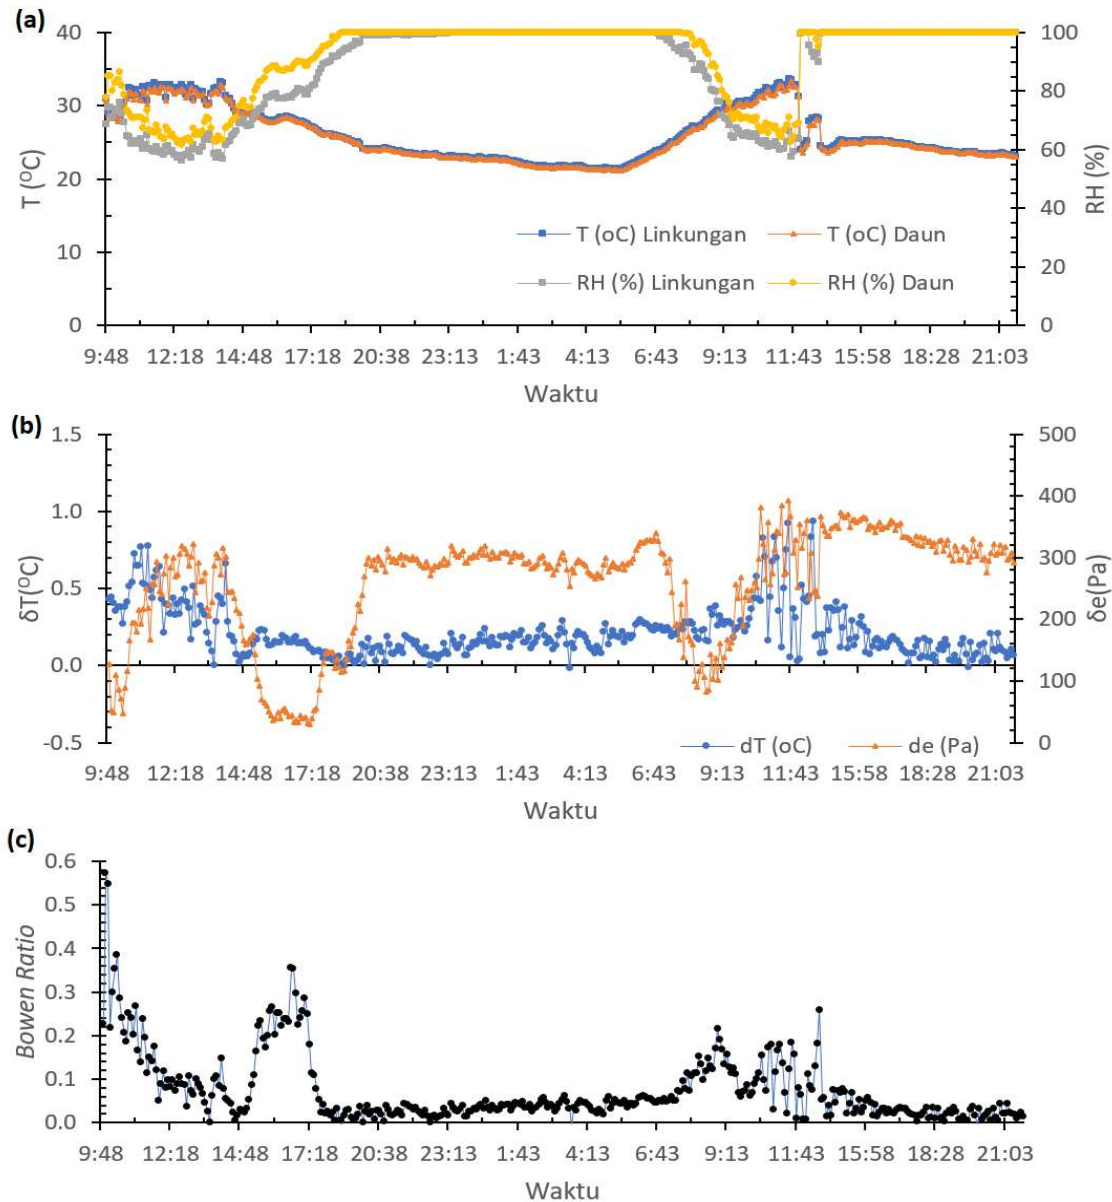 (a)
40
30
20
10
0
T (⁰C)
100
80
60
40
20
0
RH (%)
T (oC) Linkungan
T (oC) Daun
RH (%) Linkungan
RH (%) Daun
9:48 12:18 14:48 17:18 20:38 23:13 1:43 4:13 6:43 9:13 11:43 15:58 18:28 21:03
Waktu
(b)
1.5
1.0
0.5
0.0
-0.5
δT(⁰C)
500
400
300
200
100
0
δe(Pa)
dT (oC)
de (Pa)
9:48 12:18 14:48 17:18 20:38 23:13 1:43 4:13 6:43 9:13 11:43 15:58 18:28 21:03
Waktu
(c)
0.6
0.5
0.4
0.3
0.2
0.1
0.0
Bowen Ratio
9:48 12:18 14:48 17:18 20:38 23:13 1:43 4:13 6:43 9:13 11:43 15:58 18:28 21:03
Waktu